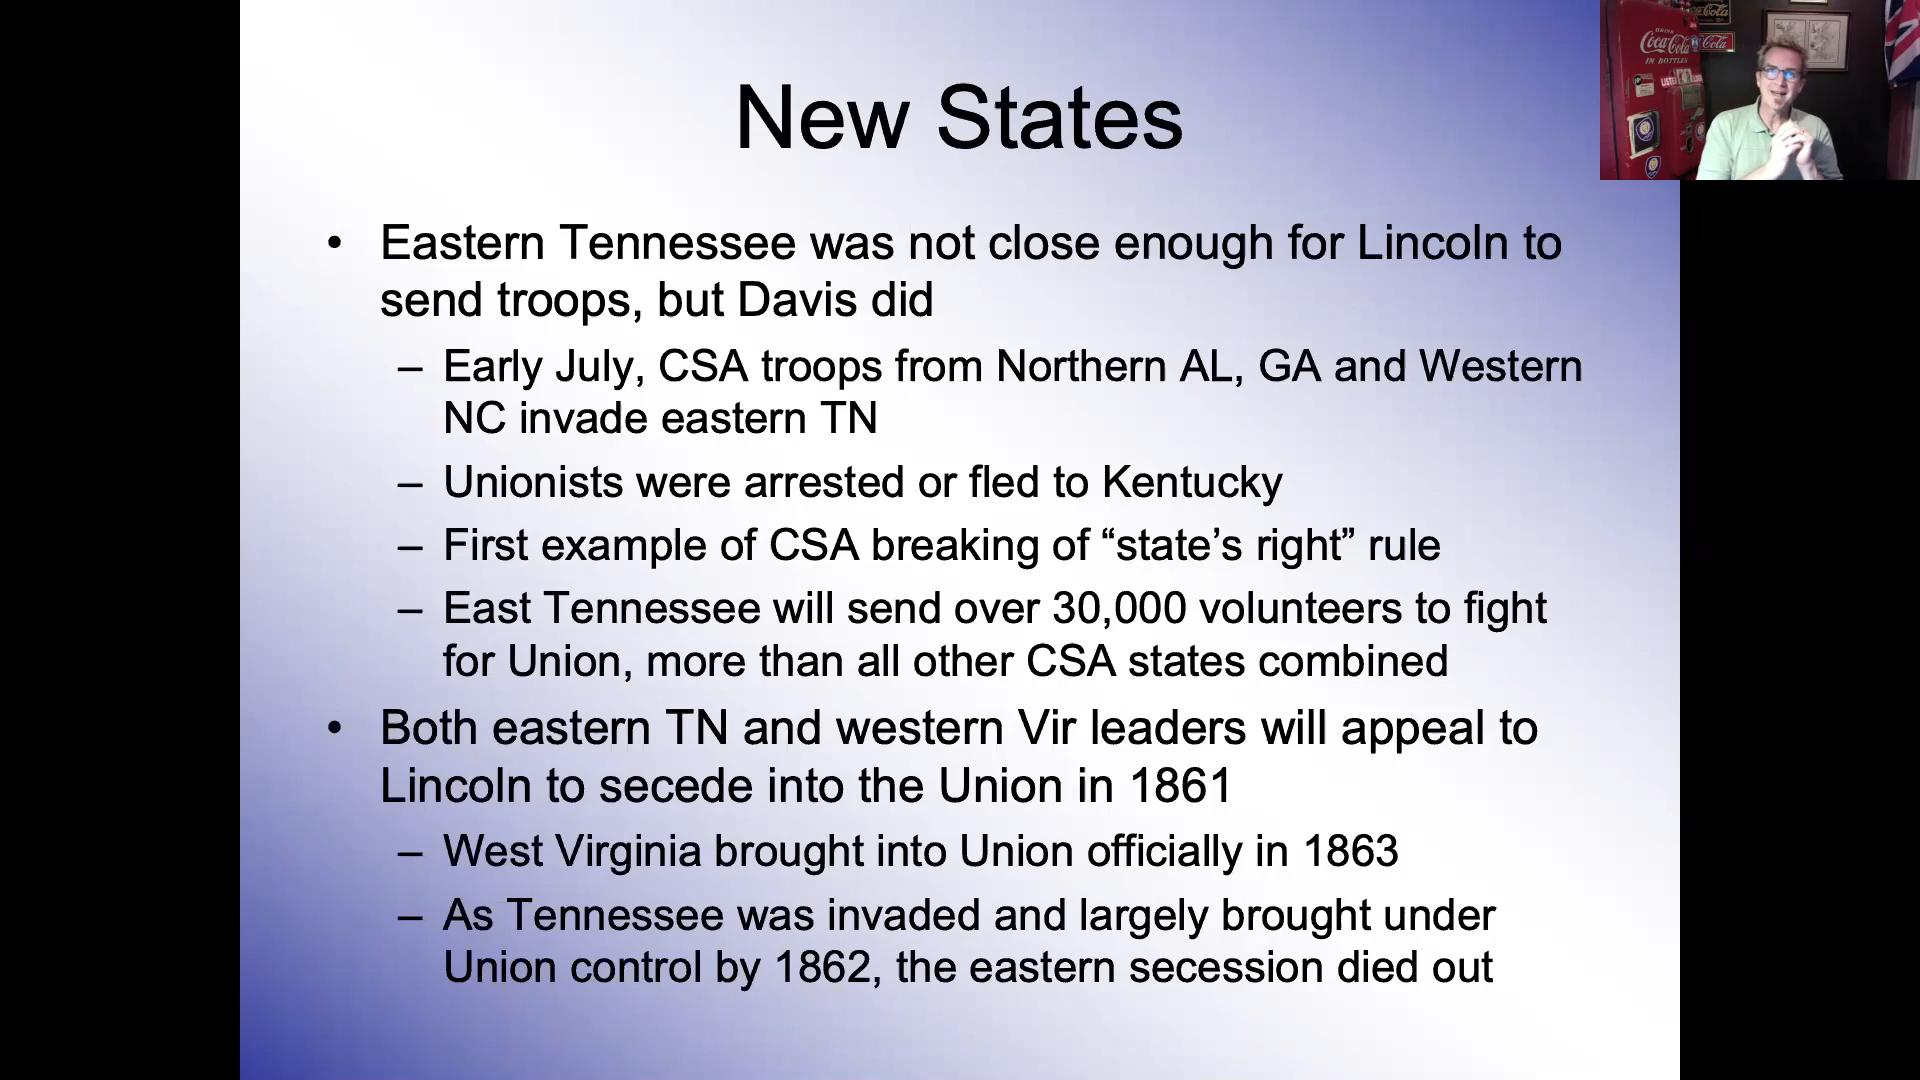 New States
• Eastern Tennessee was not close enough for Lincoln to
send troops, but Davis did
– Early July, CSA troops from Northern AL, GA and Western
NC invade eastern TN
– Unionists were arrested or fled to Kentucky
– First example of CSA breaking of “state’s right” rule
– East Tennessee will send over 30,000 volunteers to fight
for Union, more than all other CSA states combined
• Both eastern TN and western Vir leaders will appeal to
Lincoln to secede into the Union in 1861
– West Virginia brought into Union officially in 1863
– As Tennessee was invaded and largely brought under
Union control by 1862, the eastern secession died out
DRINK
Coca-Cola
IN BOTTLES